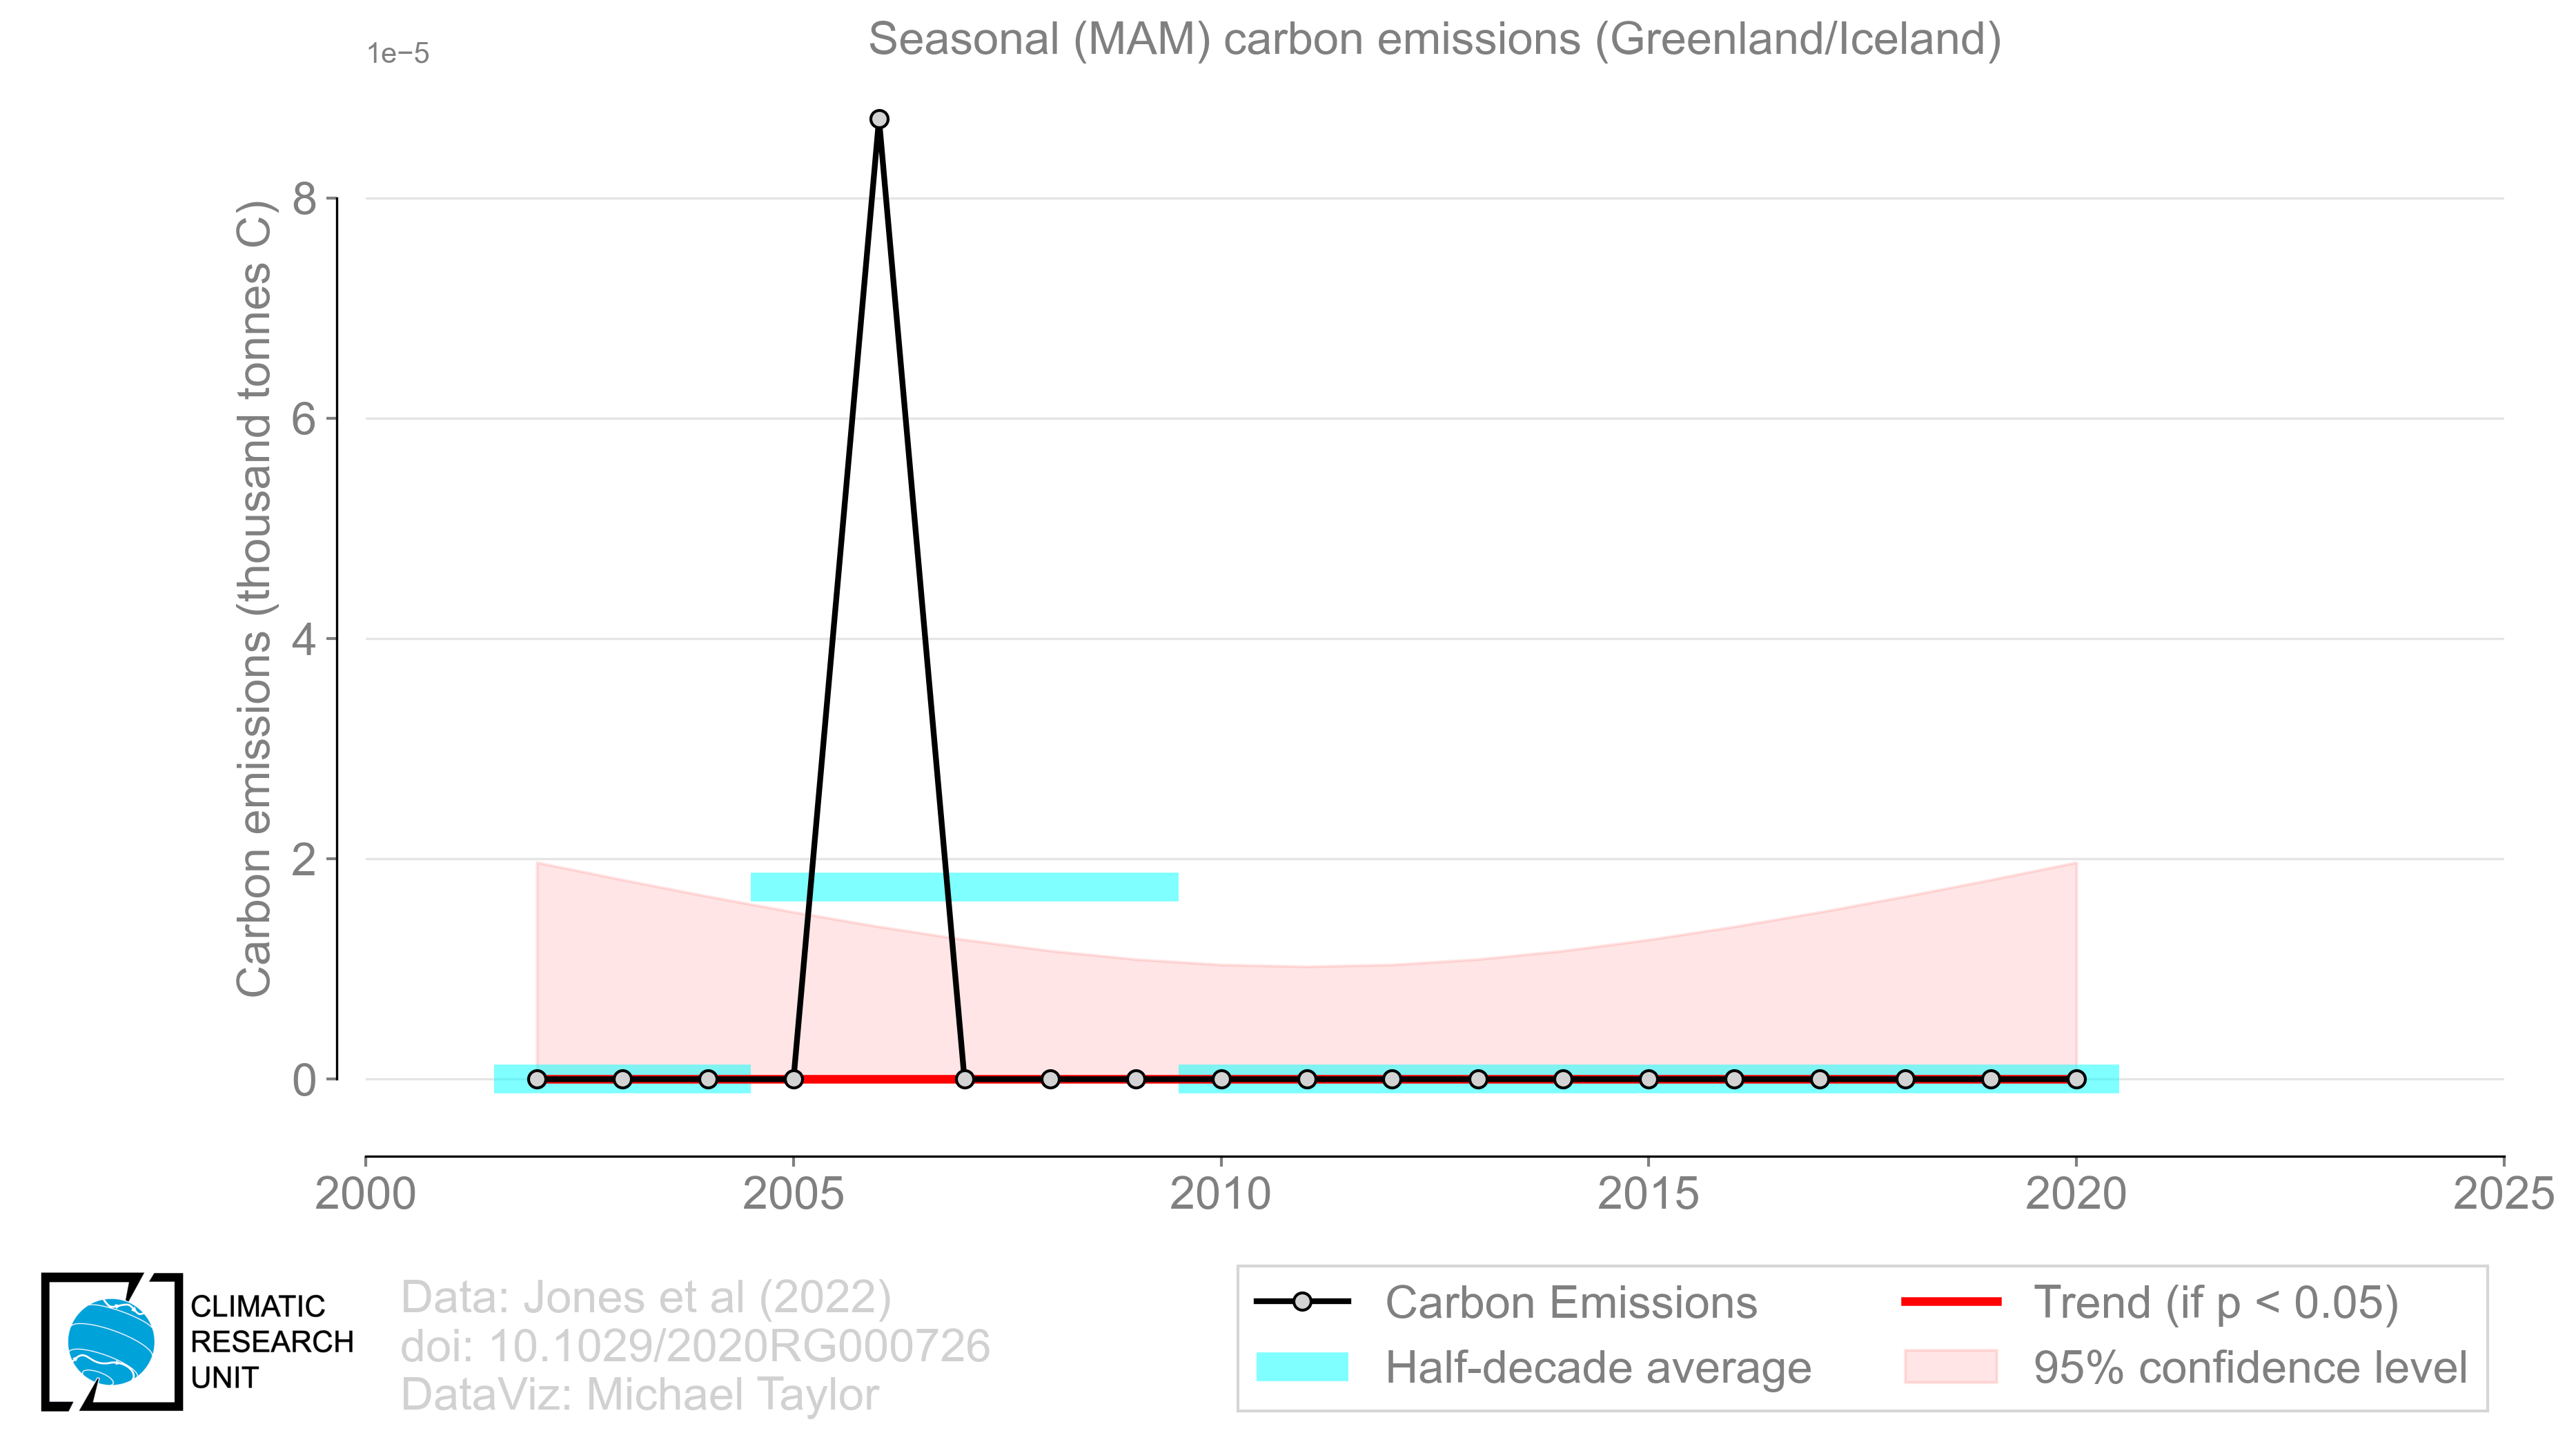 Seasonal (MAM) carbon emissions (Greenland/Iceland)
1e−5
Carbon emissions (thousand tonnes C)
8
6
4
2
0
2000 2005 2010 2015 2020 2025
CLIMATIC
RESEARCH
UNIT
Data: Jones et al (2022)
doi: 10.1029/2020RG000726
DataViz: Michael Taylor
Carbon Emissions
Half-decade average
Trend (if p < 0.05)
95% confidence level